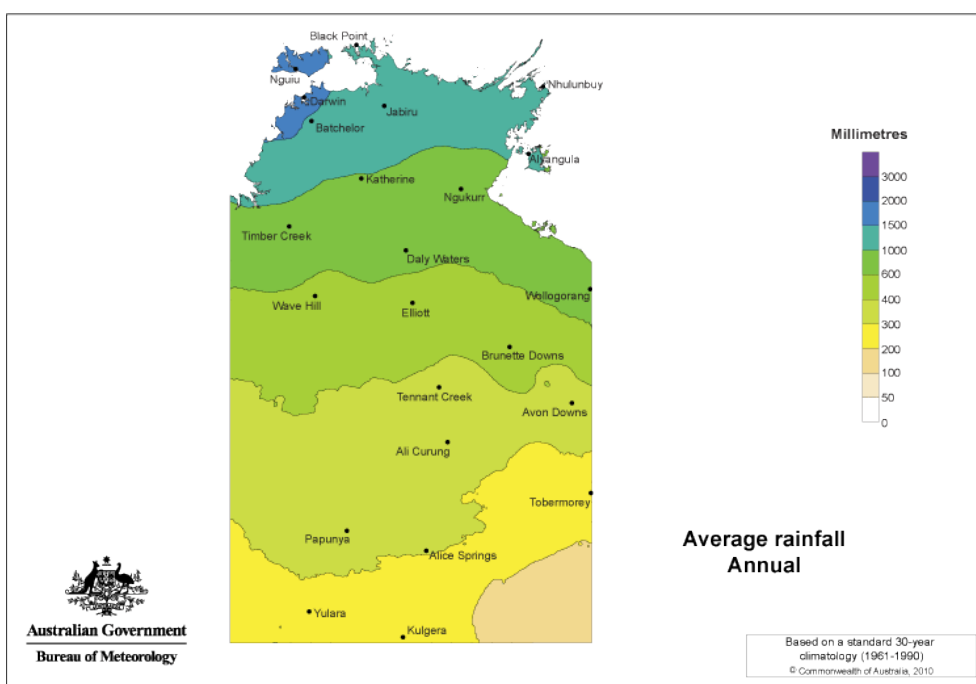 Black Point
Nguiu
Nhulunbuy
Darwin
Jabiru
Batchelor
Millimetres
Alyangula
3000
Katherine
2000
Ngukurr
1500
Timber Creek
1000
Daly Waters
600
Wollogorang
Wave Hill
400
Elliott
300
Brunette Downs
200
100
Tennant Creek
50
Avon Downs
0
Ali Curung
Tobermorey
Papunya
Average rainfall
Annual
Alice Springs
Yulara
Kulgera
Australian Government
Bureau of Meteorology
Based on a standard 30-year
climatology (1961-1990)
© Commonwealth of Australia, 2010